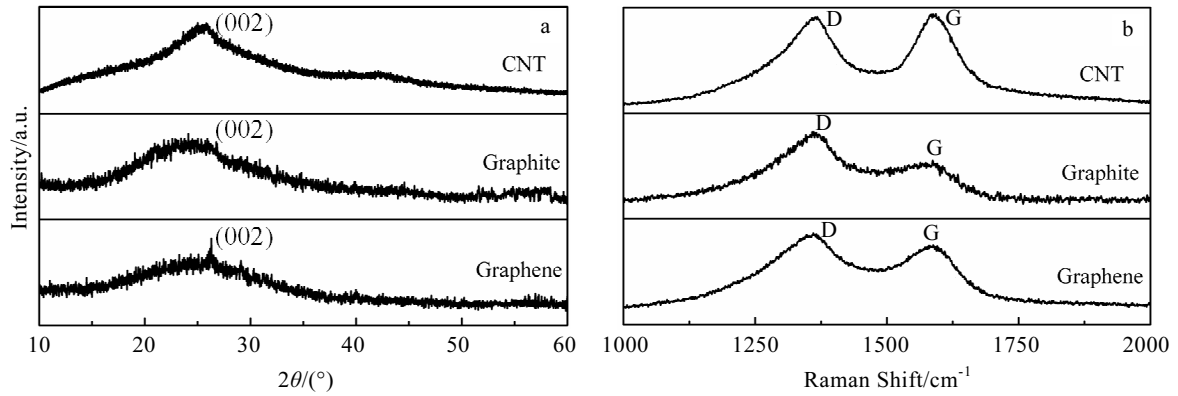 a
(002)
CNT
(002)
Graphite
(002)
Graphene
Intensity/a.u.
10 20 30 40 50 60
2θ/(°)
b
D G
CNT
D G
Graphite
D G
Graphene
1000 1250 1500 1750 2000
Raman Shift/cm⁻¹